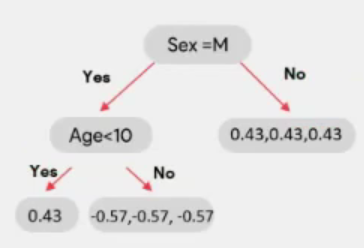 Sex =M
Yes
No
Age<10
0.43,0.43,0.43
Yes
No
0.43
-0.57,-0.57, -0.57